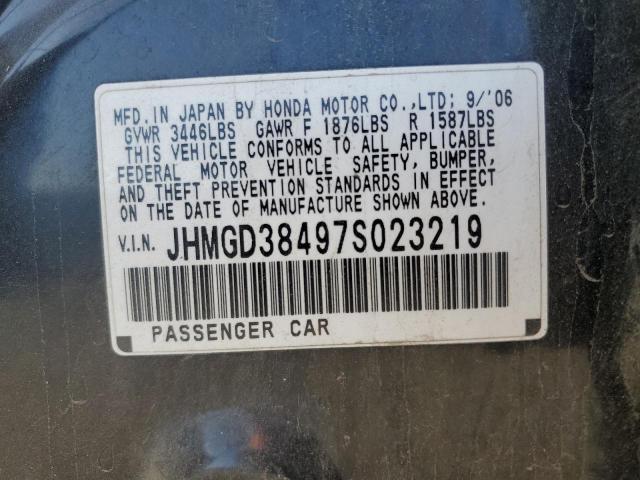 MFD.IN JAPAN BY HONDA MOTOR CO.,LTD; 9/'06
GVWR 3446LBS GAWR F 1876LBS R 1587LBS
THIS VEHICLE CONFORMS TO ALL APPLICABLE
FEDERAL MOTOR VEHICLE SAFETY, BUMPER,
AND THEFT PREVENTION STANDARDS IN EFFECT
ON THE DATE OF MANUFACTURE SHOWN ABOVE.
V.I.N. JHMGD38497S023219
PASSENGER CAR